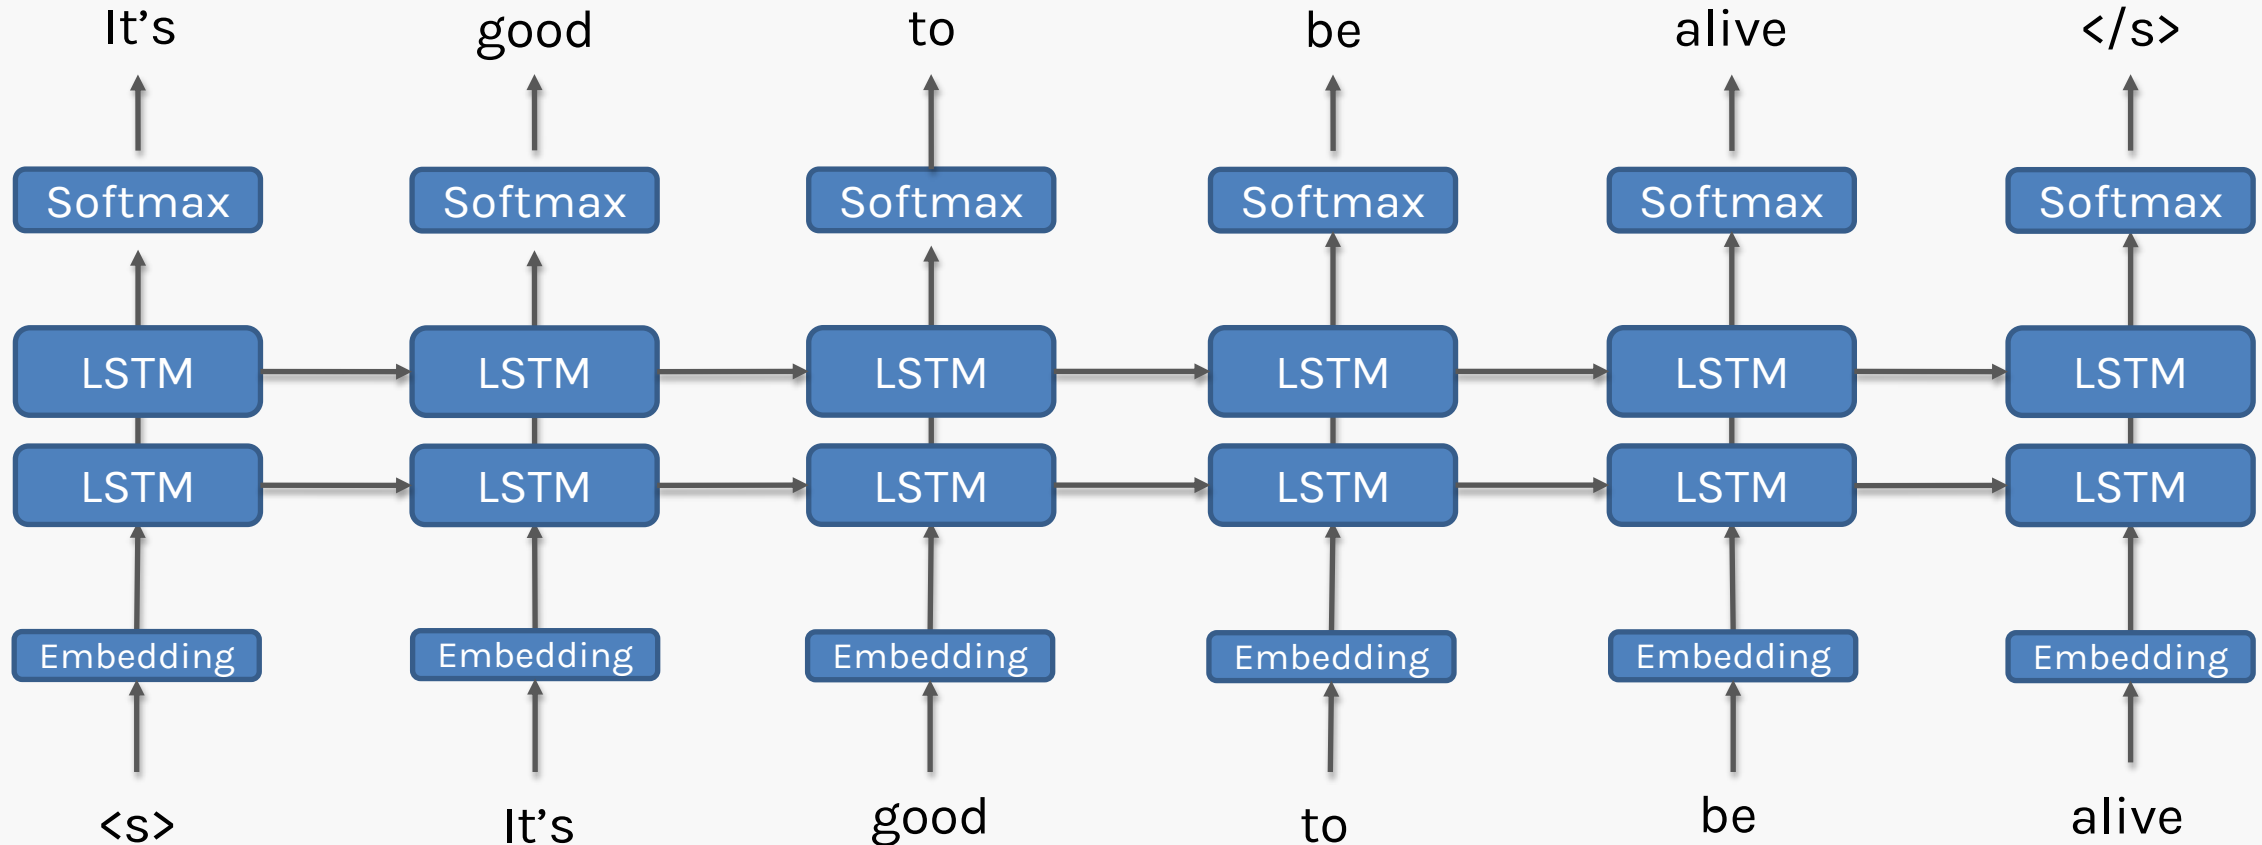 It’s good to be alive </s>
Softmax Softmax Softmax Softmax Softmax Softmax
LSTM LSTM LSTM LSTM LSTM LSTM
LSTM LSTM LSTM LSTM LSTM LSTM
Embedding Embedding Embedding Embedding Embedding Embedding
<s> It’s good to be alive